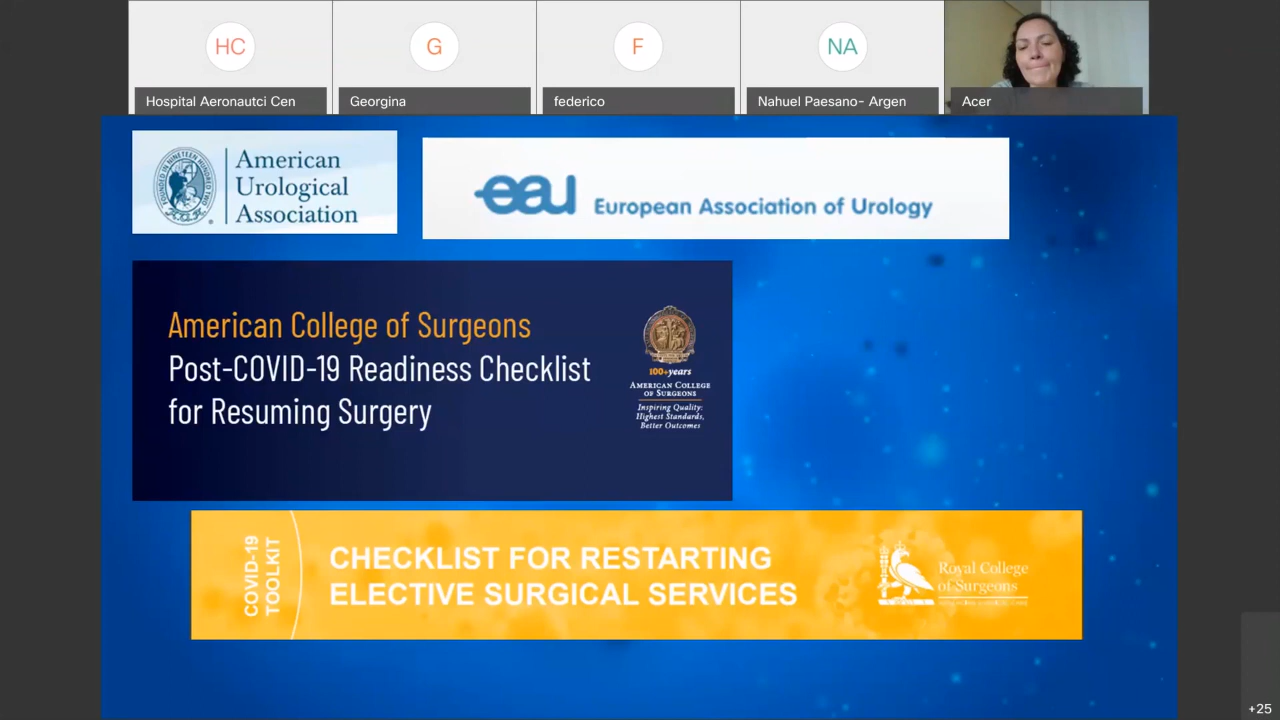 HC
G
F
NA
Hospital Aeronautci Cen
Georgina
federico
Nahuel Paesano- Argen
Acer
American
Urological
Association
eau
European Association of Urology
American College of Surgeons
Post-COVID-19 Readiness Checklist
for Resuming Surgery
100+years
AMERICAN COLLEGE
OF SURGEONS
Inspiring Quality:
Highest Standards,
Better Outcomes
COVID-19
TOOLKIT
CHECKLIST FOR RESTARTING
ELECTIVE SURGICAL SERVICES
Royal College
of Surgeons
+25